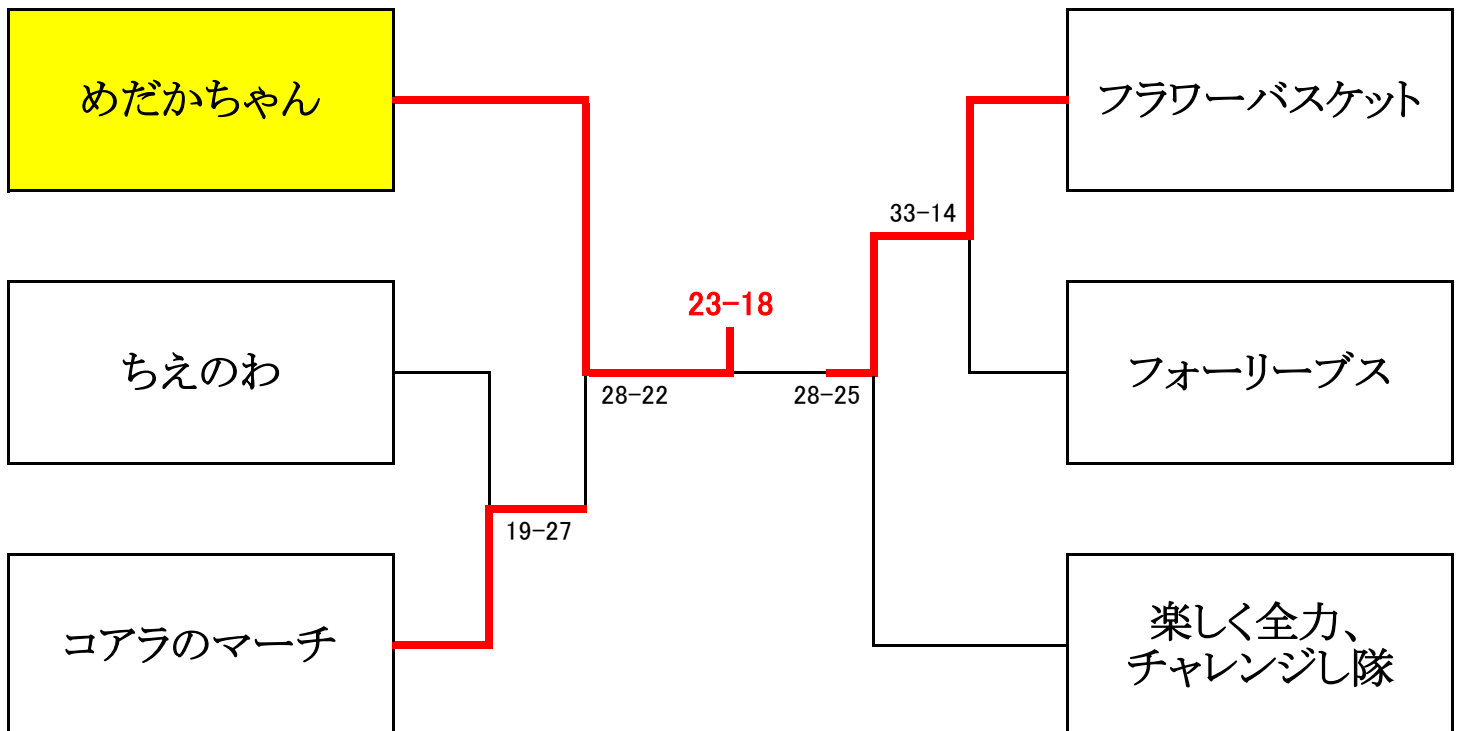 めだかちゃん
フラワーバスケット
33-14
23-18
ちえのわ
フォーリーブス
28-22
28-25
19-27
コアラのマーチ
楽しく全力、
チャレンジし隊